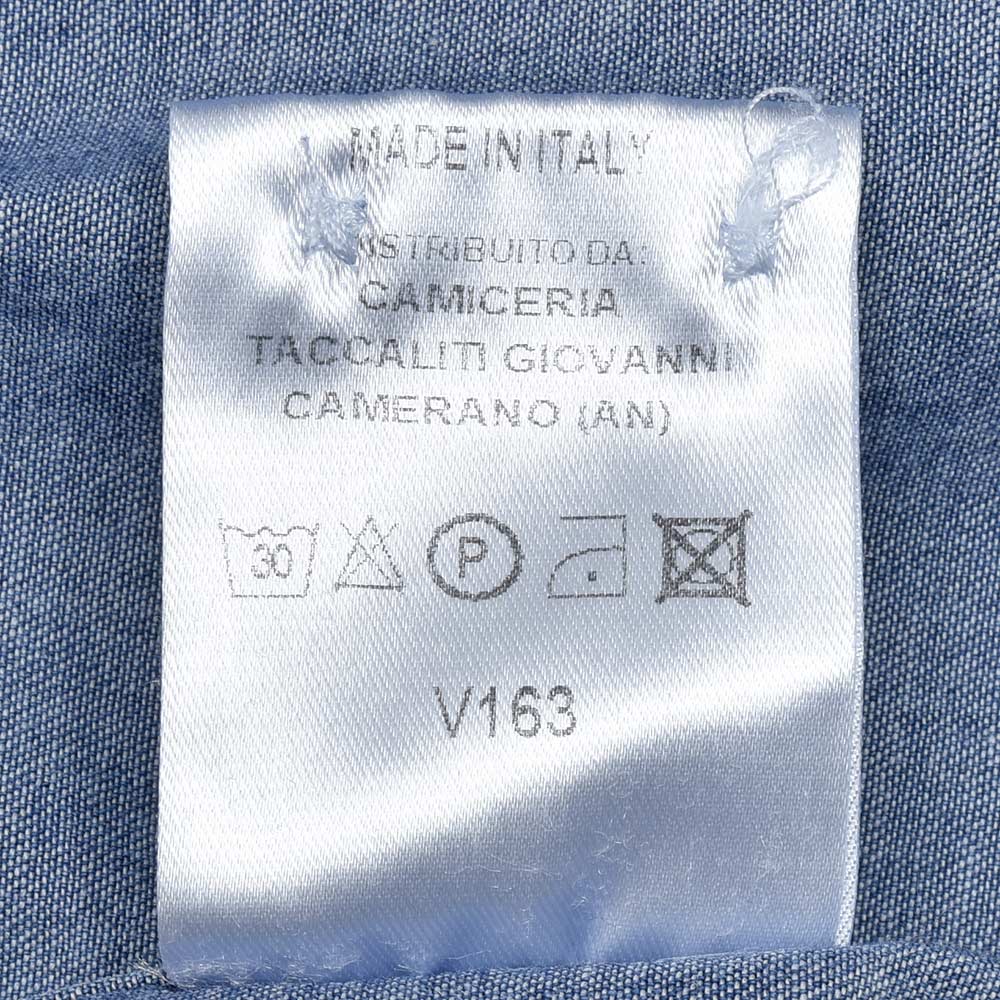 MADE IN ITALY
DISTRIBUITO DA:
CAMICERIA
TACCALITI GIOVANNI
CAMERANO (AN)
30 P
V163